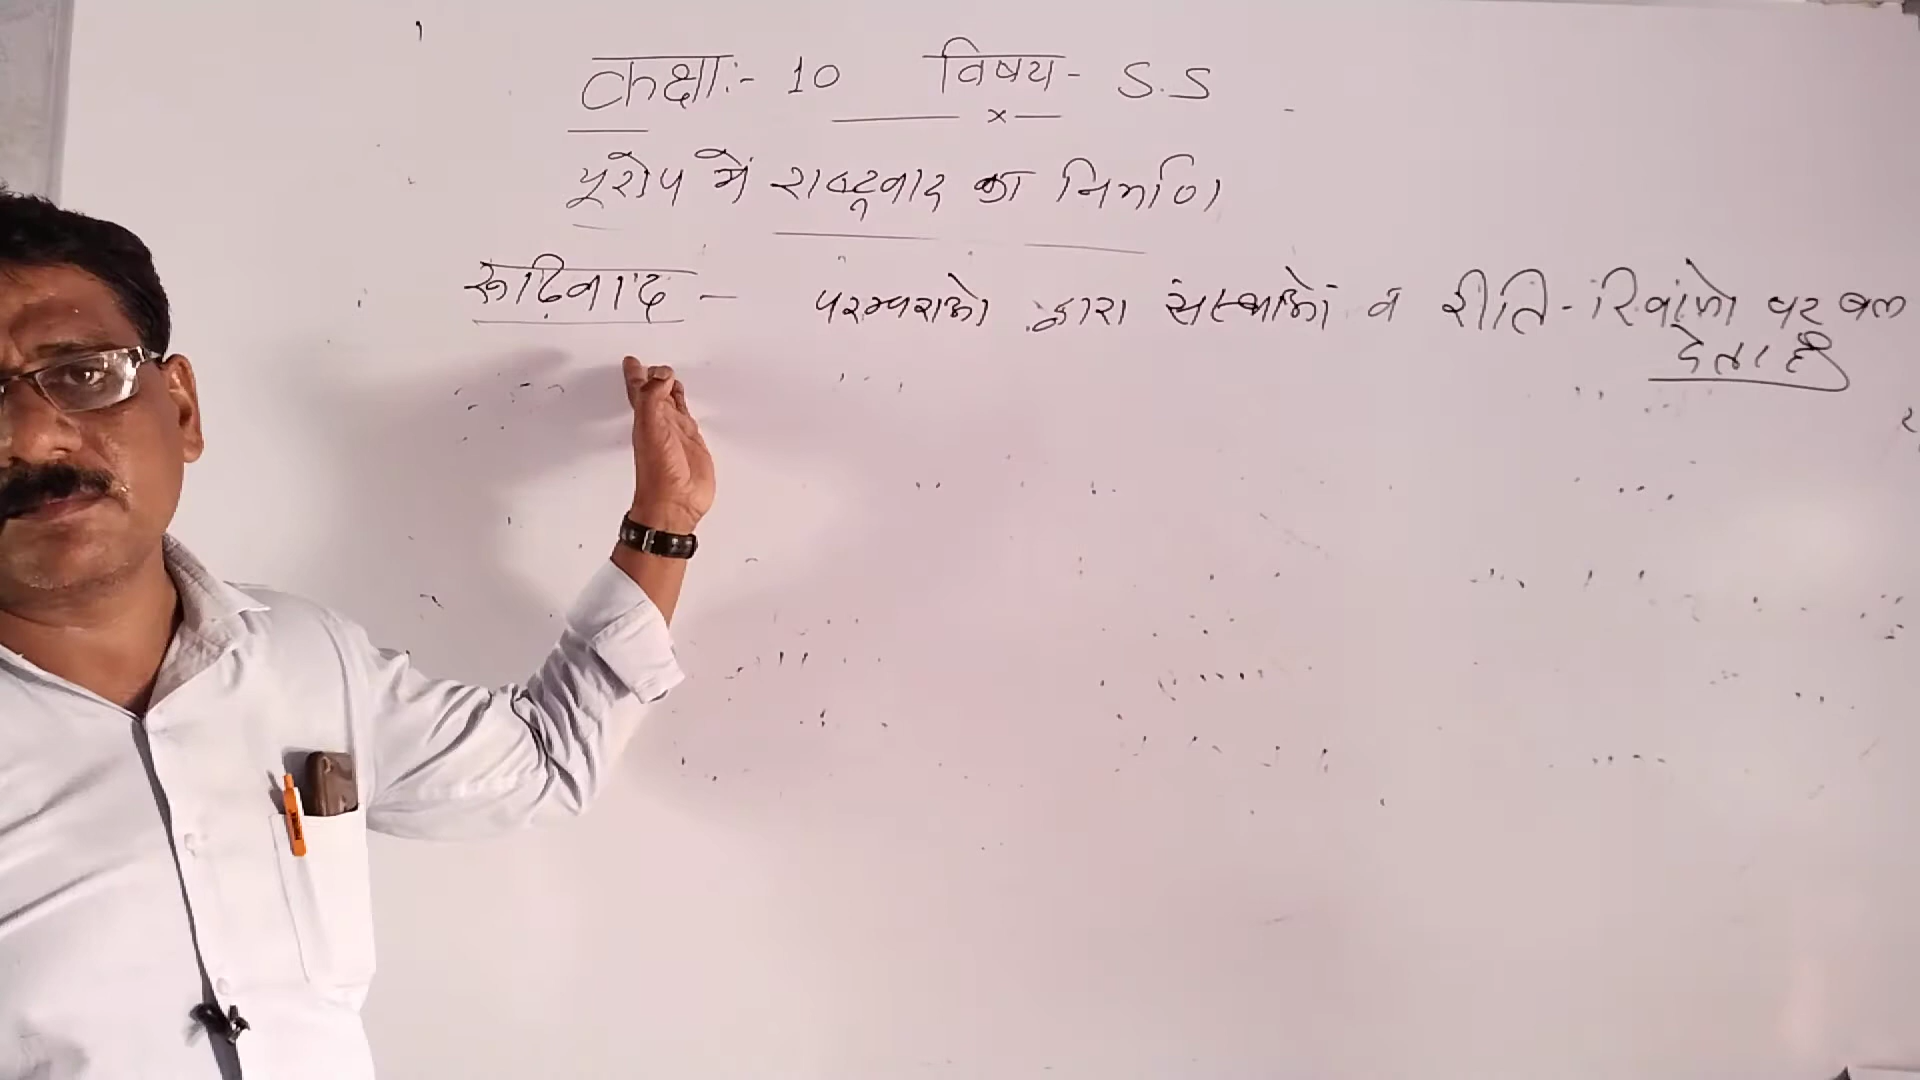 कक्षा:- 10 विषय- S.S
यूरोप में राष्ट्रवाद का निर्माण
रूढ़िवाद - परम्पराओ द्वारा संस्थाओं व रीति-रिवाजो पर बल
देता है